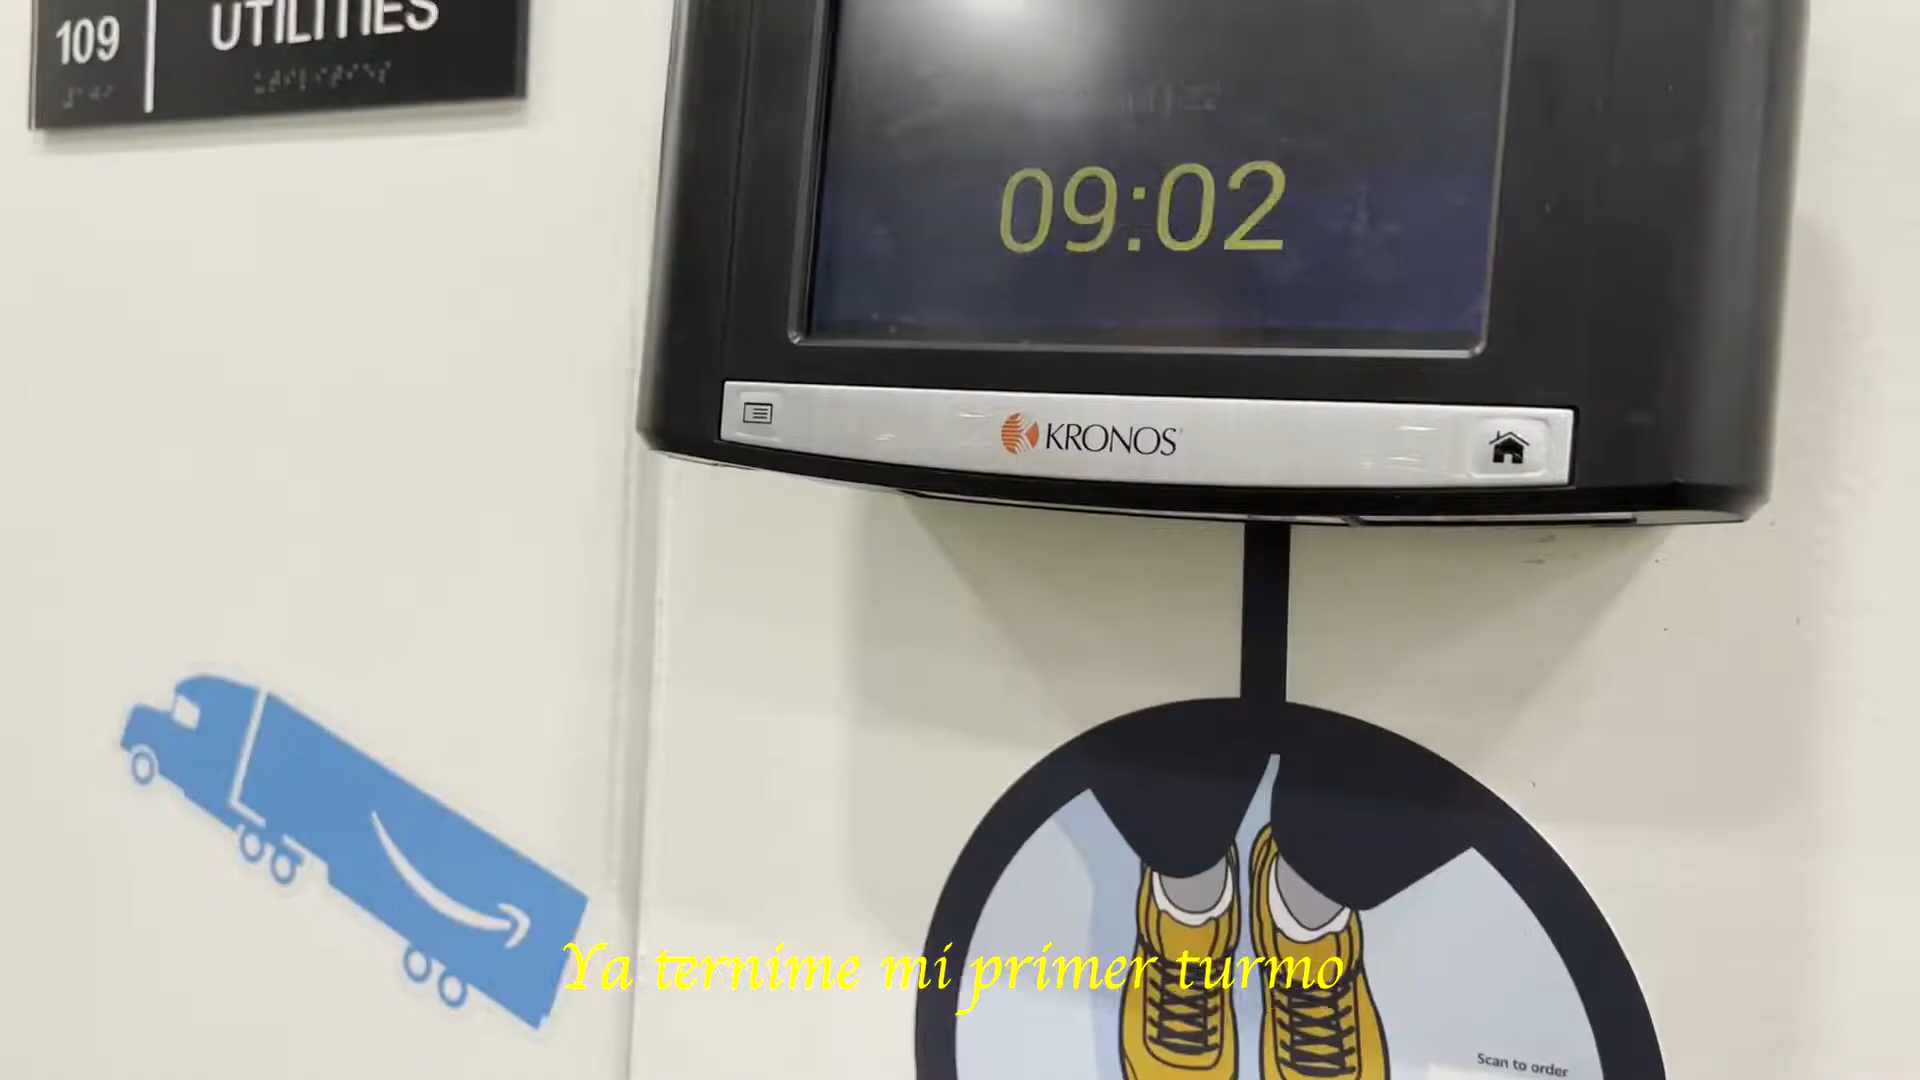 109
UTILITIES
09:02
KRONOS
Ya ternime mi primer turmo
Scan to order